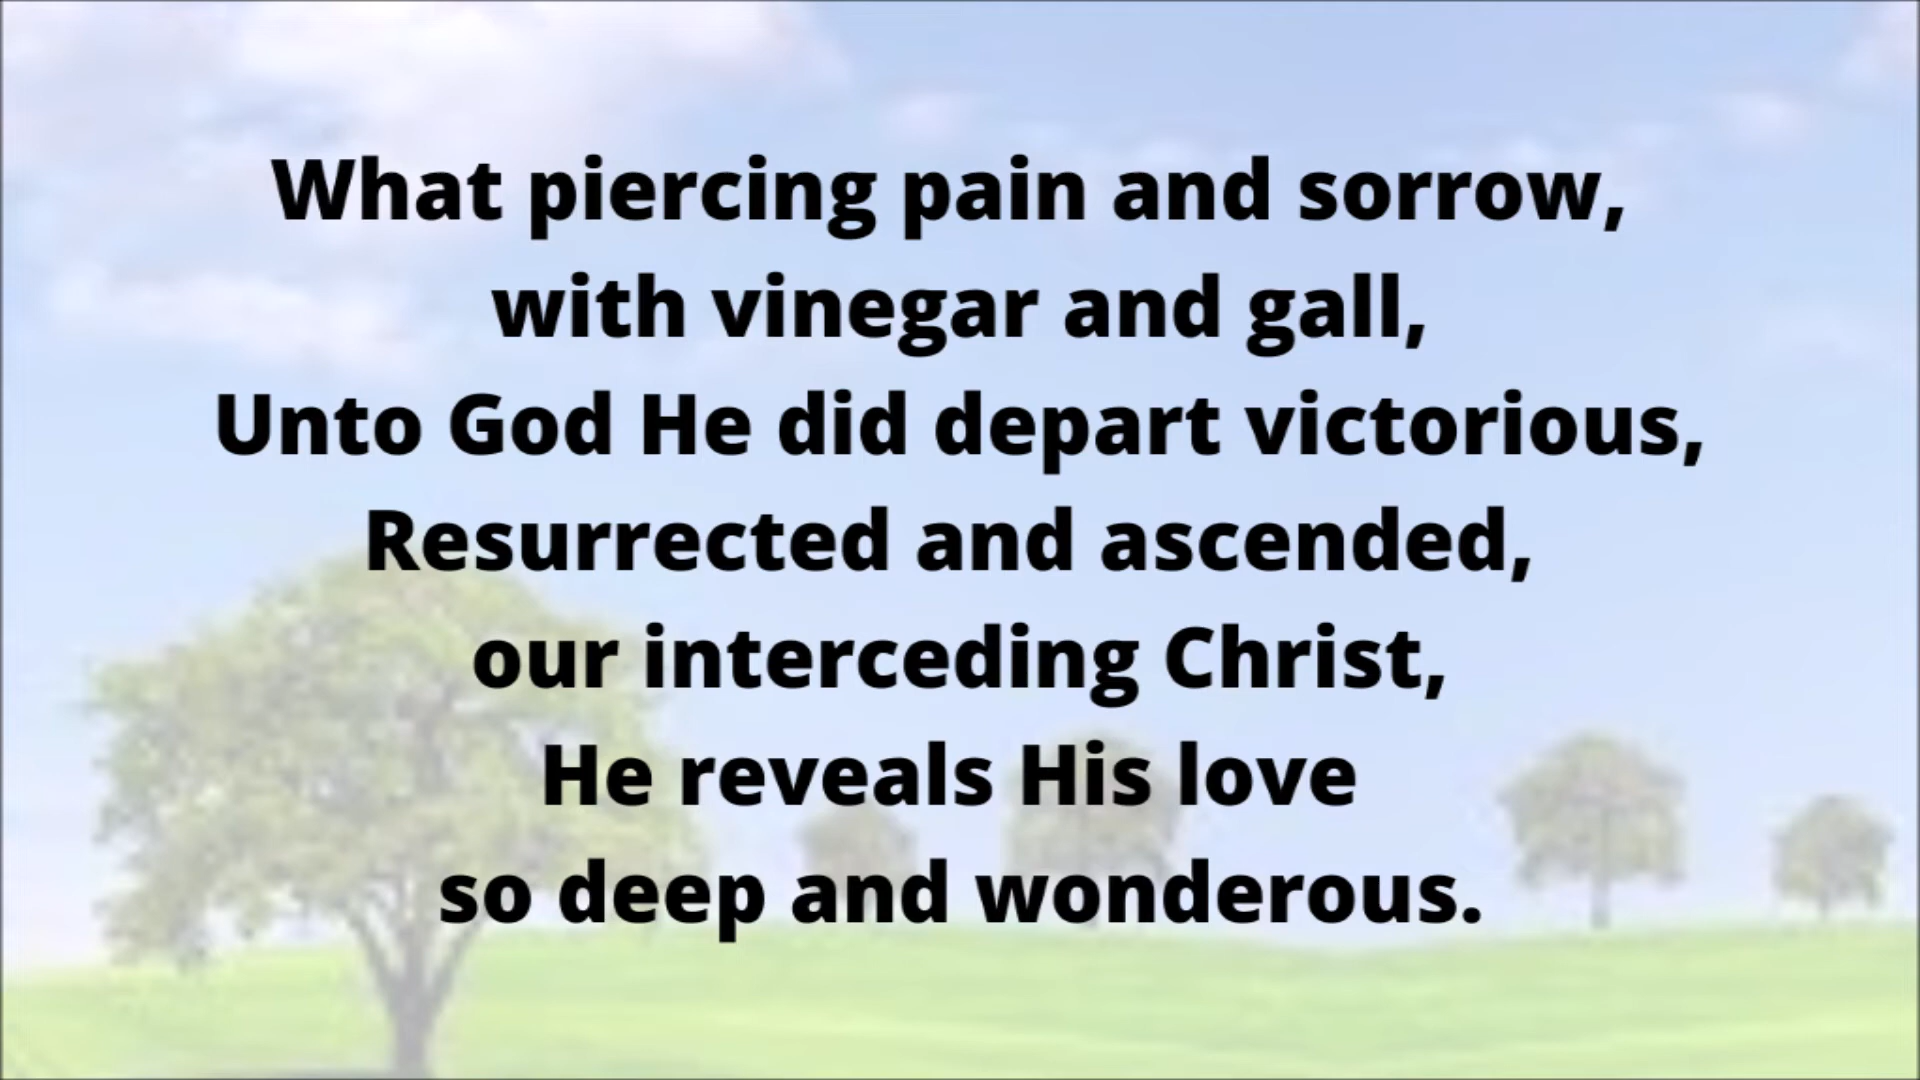 What piercing pain and sorrow,
with vinegar and gall,
Unto God He did depart victorious,
Resurrected and ascended,
our interceding Christ,
He reveals His love
so deep and wonderous.